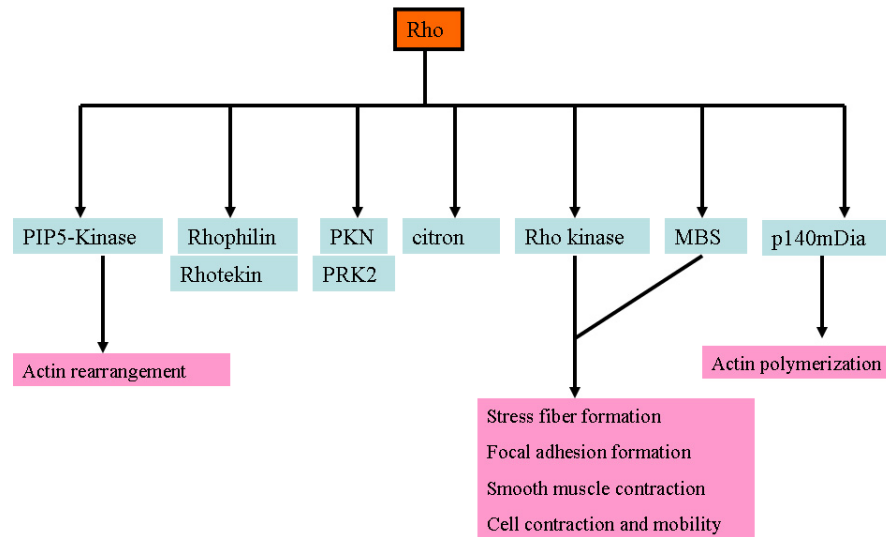 Rho
PIP5-Kinase
Rhophilin
PKN
citron
Rho kinase
MBS
p140mDia
Rhotekin
PRK2
Actin rearrangement
Actin polymerization
Stress fiber formation
Focal adhesion formation
Smooth muscle contraction
Cell contraction and mobility